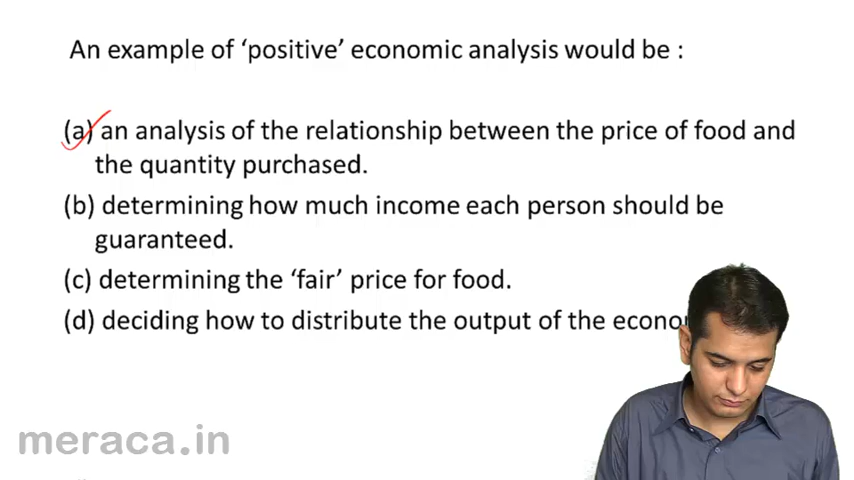 An example of ‘positive’ economic analysis would be :
(a) an analysis of the relationship between the price of food and
the quantity purchased.
(b) determining how much income each person should be
guaranteed.
(c) determining the ‘fair’ price for food.
(d) deciding how to distribute the output of the
meraca.in